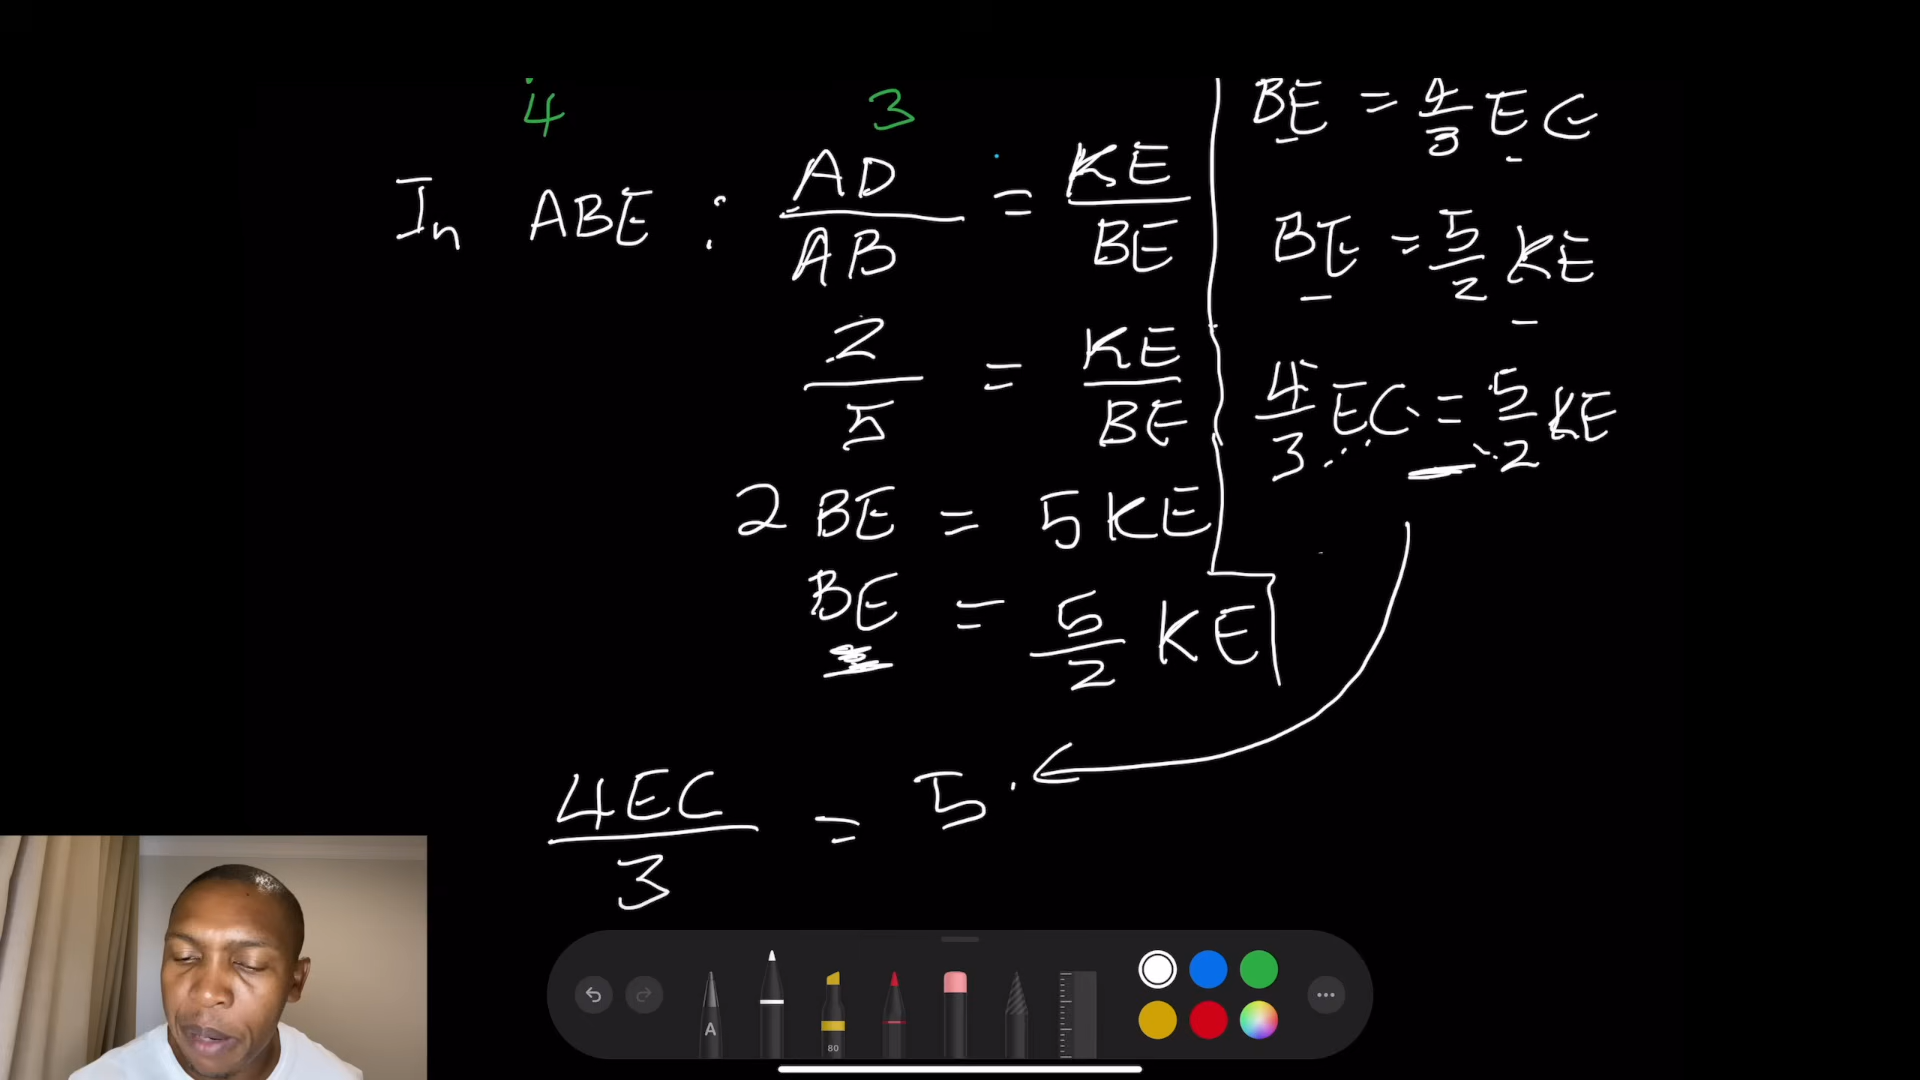 4 3
In ABE : AD/AB = KE/BE
2/5 = KE/BE
2 BE = 5 KE
BE = 5/2 KE
BE = 4/3 EC
BE = 5/2 KE
4/3 EC = 5/2 KE
4EC/3 = 5
A
80